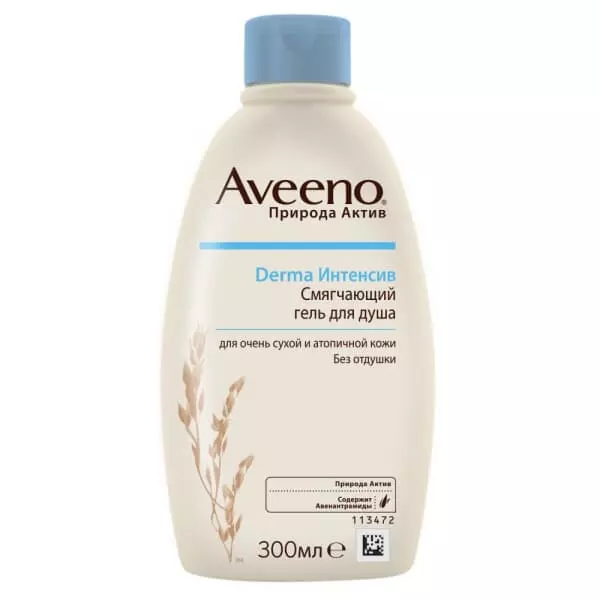 Aveeno®
Природа Актив
Derma Интенсив
Смягчающий
гель для душа
для очень сухой и атопичной кожи
Без отдушки
Природа Актив
Содержит
Авенантрамиды
113472
300мл ℮